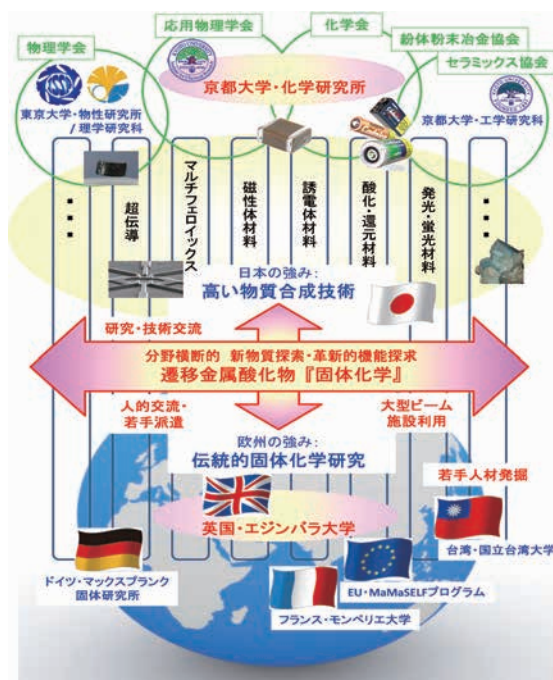 応用物理学会
化学会
物理学会
粉体粉末冶金協会
セラミックス協会
京都大学・化学研究所
東京大学・物性研究所
/ 理学研究科
京都大学・工学研究科
・・・
超伝導
マルチフェロイックス
磁性体材料
誘電体材料
酸化・還元材料
発光・蛍光材料
・・・
日本の強み:
高い物質合成技術
研究・技術交流
分野横断的 新物質探索・革新的機能探求
遷移金属酸化物『固体化学』
人的交流・
若手派遣
大型ビーム
施設利用
欧州の強み:
伝統的固体化学研究
若手人材発掘
英国・エジンバラ大学
台湾・国立台湾大学
ドイツ・マックスプランク
固体研究所
EU・MaMaSELFプログラム
フランス・モンペリエ大学